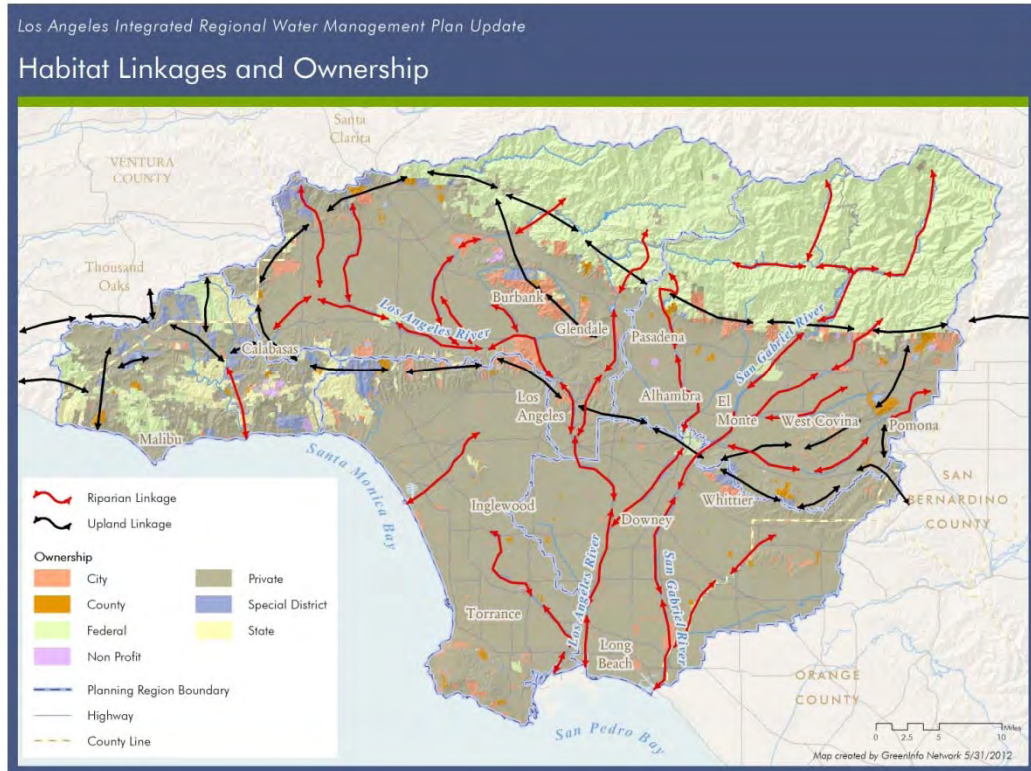 Los Angeles Integrated Regional Water Management Plan Update
Habitat Linkages and Ownership
Santa
Clarita
VENTURA
COUNTY
Thousand
Oaks
Burbank
Los Angeles River
Glendale
Pasadena
San Gabriel River
Calabasas
Los
Angeles
Alhambra
El
Monte
West Covina
Pomona
Malibu
Santa Monica Bay
SAN
BERNARDINO
COUNTY
Whittier
Inglewood
Downey
Los Angeles River
San Gabriel River
Torrance
Long
Beach
ORANGE
COUNTY
San Pedro Bay
Riparian Linkage
Upland Linkage
Ownership
City
County
Federal
Non Profit
Private
Special District
State
Planning Region Boundary
Highway
County Line
Miles
0 2.5 5 10
Map created by GreenInfo Network 5/31/2012